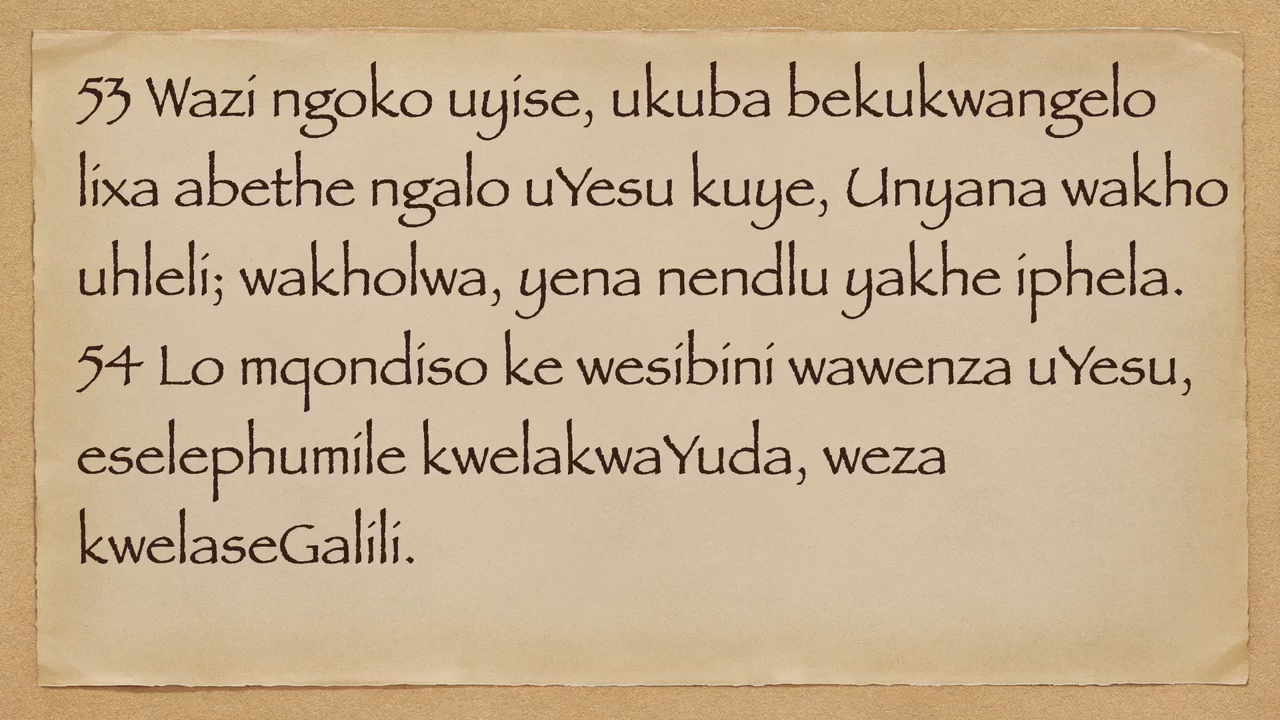 53 Wazi ngoko uyise, ukuba bekukwangelo
lixa abethe ngalo uYesu kuye, Unyana wakho
uhleli; wakholwa, yena nendlu yakhe iphela.
54 Lo mqondiso ke wesibini wawenza uYesu,
eselephumile kwelakwaYuda, weza
kwelaseGalili.